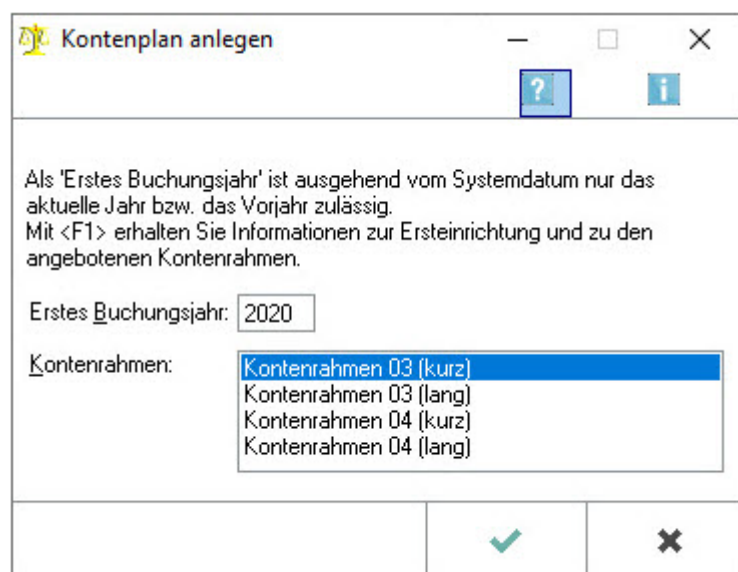 Kontenplan anlegen
Als 'Erstes Buchungsjahr' ist ausgehend vom Systemdatum nur das
aktuelle Jahr bzw. das Vorjahr zulässig.
Mit <F1> erhalten Sie Informationen zur Ersteinrichtung und zu den
angebotenen Kontenrahmen.
Erstes Buchungsjahr: 2020
Kontenrahmen:
Kontenrahmen 03 (kurz)
Kontenrahmen 03 (lang)
Kontenrahmen 04 (kurz)
Kontenrahmen 04 (lang)